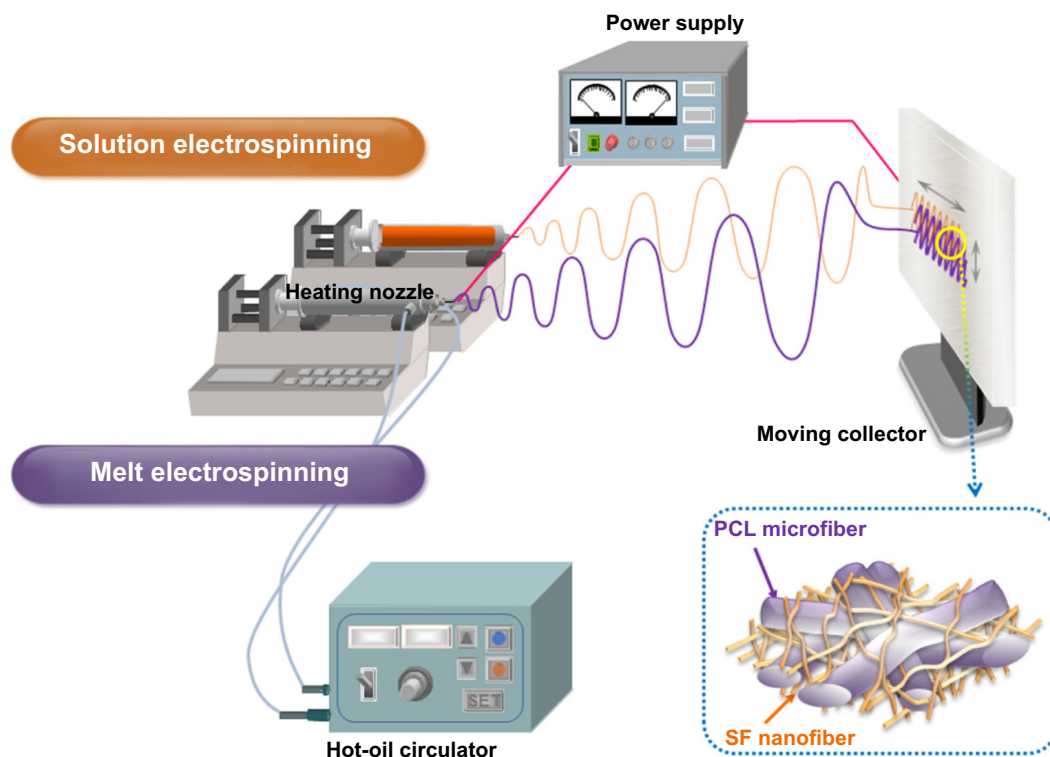 Power supply
Solution electrospinning
Heating nozzle
Moving collector
Melt electrospinning
PCL microfiber
SET
SF nanofiber
Hot-oil circulator